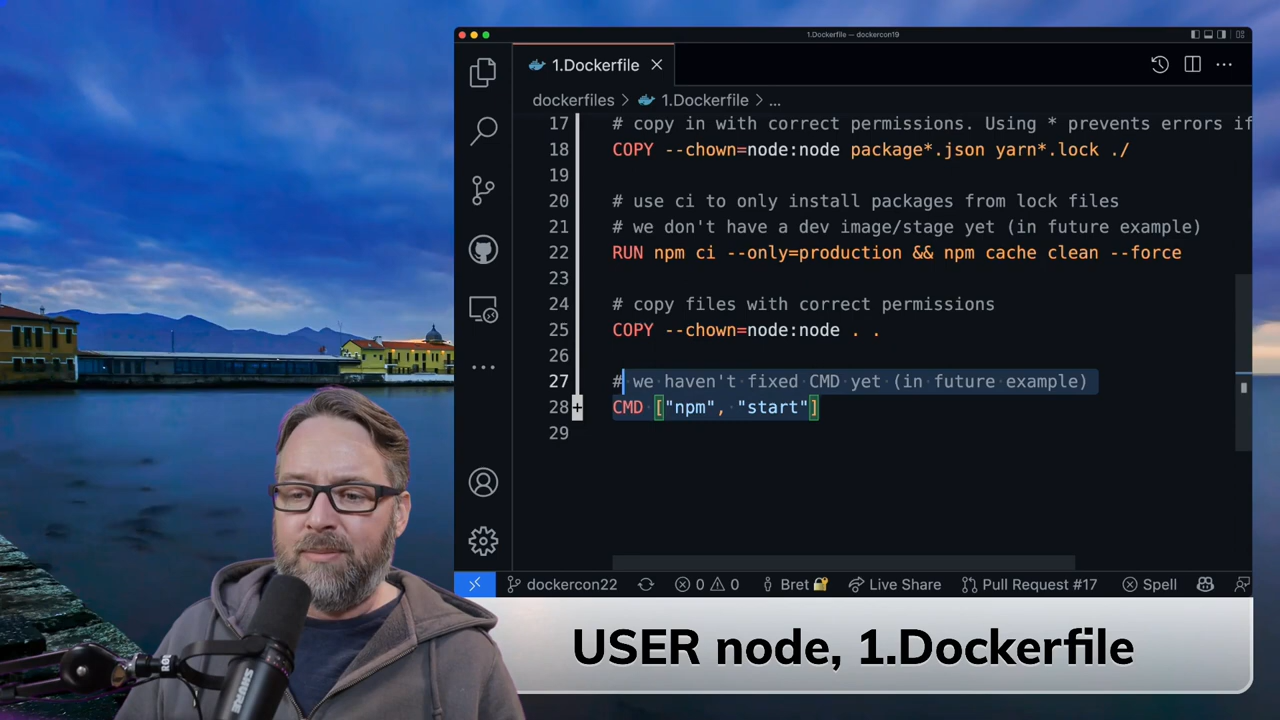 1.Dockerfile — dockercon19
1.Dockerfile
dockerfiles > 1.Dockerfile > ...
17 # copy in with correct permissions. Using * prevents errors if
18 COPY --chown=node:node package*.json yarn*.lock ./
19
20 # use ci to only install packages from lock files
21 # we don't have a dev image/stage yet (in future example)
22 RUN npm ci --only=production && npm cache clean --force
23
24 # copy files with correct permissions
25 COPY --chown=node:node . .
26
27 # we haven't fixed CMD yet (in future example)
28 CMD ["npm", "start"]
29
dockercon22 0 0 Bret Live Share Pull Request #17 Spell
USER node, 1.Dockerfile
SHURE